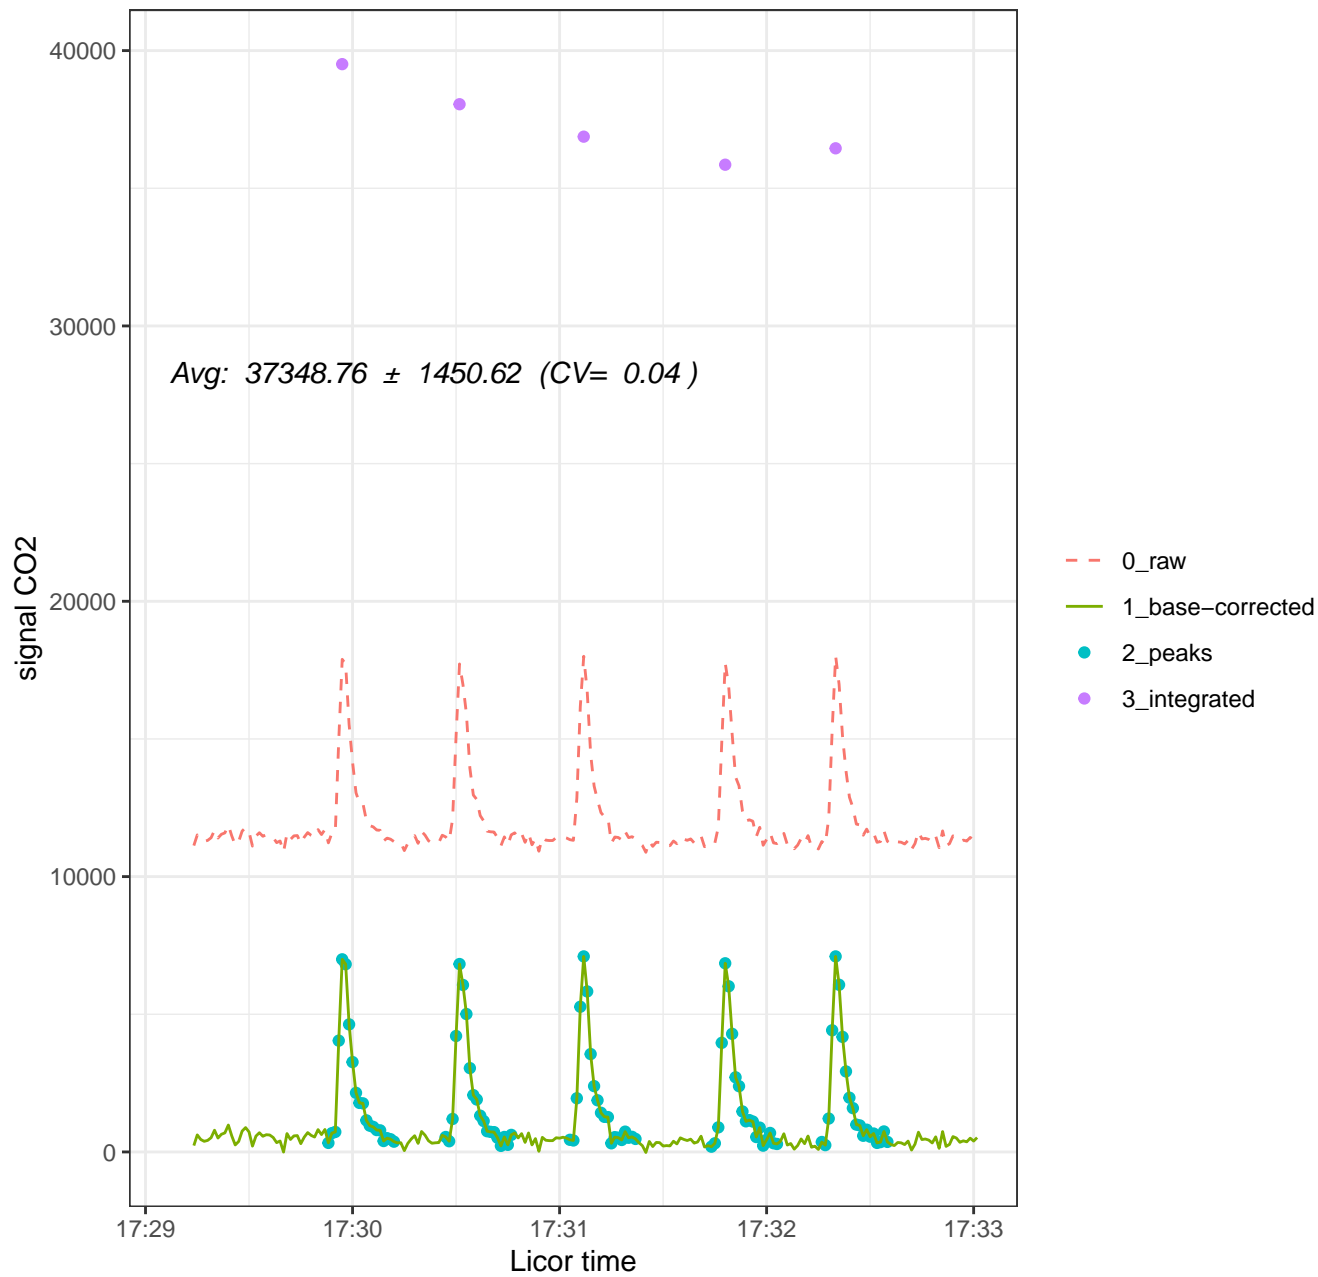 40000
30000
20000
10000
0
signal CO2
Avg: 37348.76 ± 1450.62 (CV= 0.04 )
17:29 17:30 17:31 17:32 17:33
Licor time
0_raw
1_base−corrected
2_peaks
3_integrated